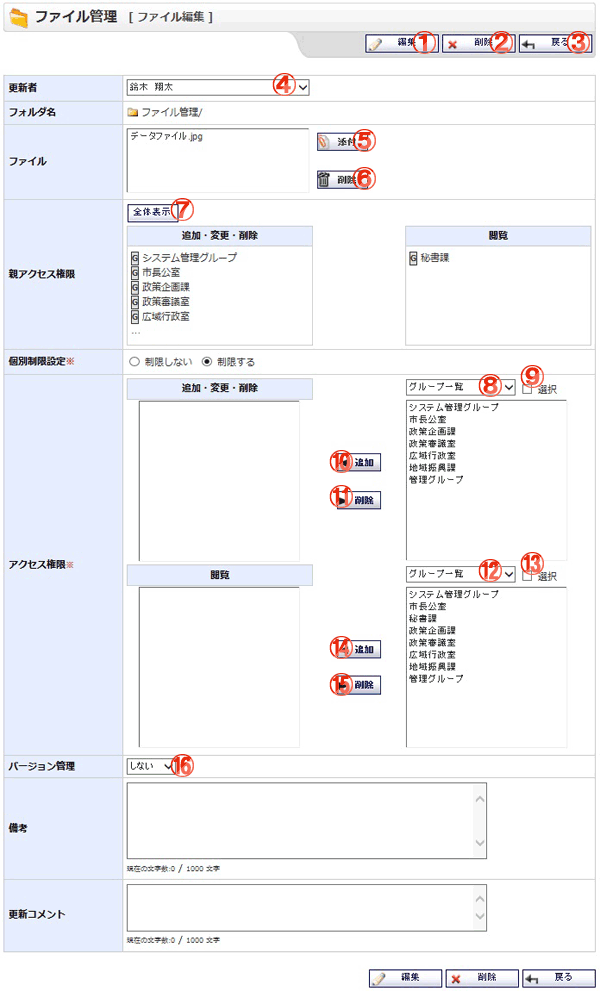 ファイル管理 [ ファイル編集 ]
編集① 削除② 戻る③
更新者 鈴木 翔太 ④
フォルダ名 ファイル管理/
ファイル データファイル.jpg 添付⑤
削除⑥
全体表示⑦
親アクセス権限
追加・変更・削除 閲覧
G システム管理グループ G 秘書課
G 市長公室
G 政策企画課
G 政策審議室
G 広域行政室
...
個別制限設定※ 制限しない 制限する
アクセス権限※
追加・変更・削除 グループ一覧 ⑧ ⑨ 選択
システム管理グループ
市長公室
政策企画課
政策審議室
広域行政室
地域振興課
管理グループ
⑩追加
⑪削除
閲覧 グループ一覧 ⑫ ⑬ 選択
システム管理グループ
市長公室
秘書課
政策企画課
政策審議室
広域行政室
地域振興課
管理グループ
⑭追加
⑮削除
バージョン管理 しない ⑯
備考
現在の文字数:0 / 1000 文字
更新コメント
現在の文字数:0 / 1000 文字
編集 削除 戻る